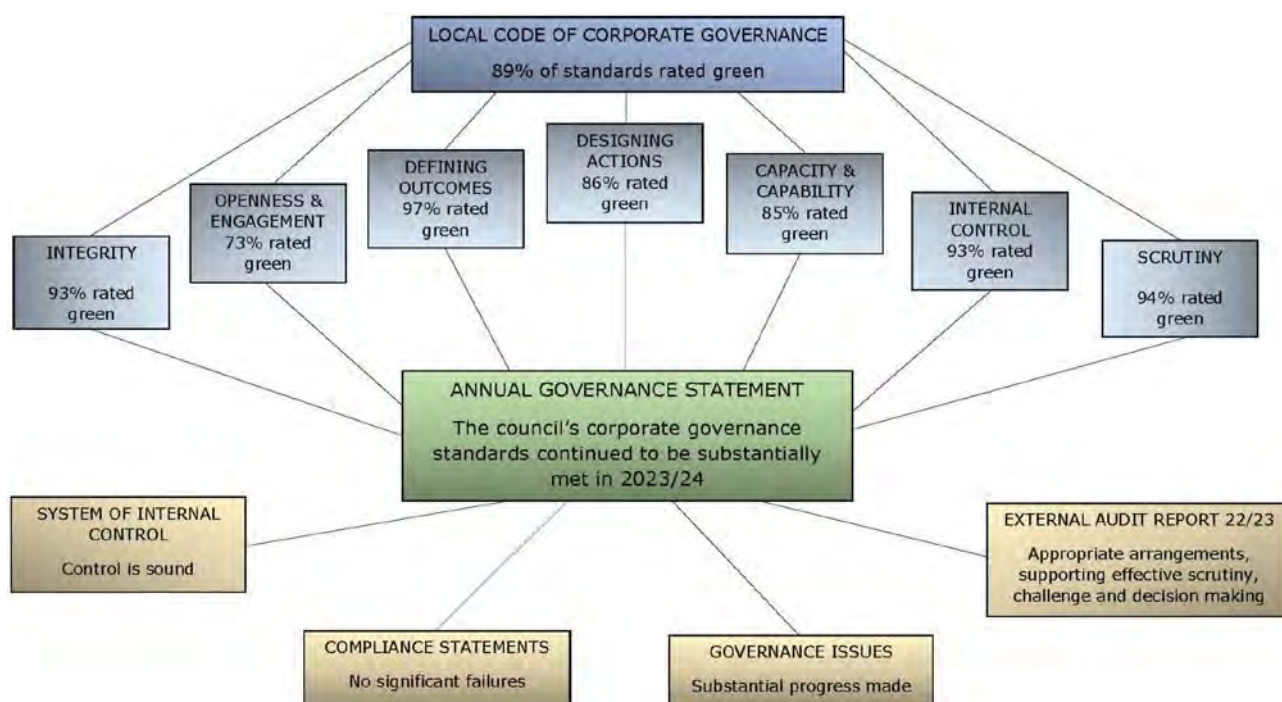 LOCAL CODE OF CORPORATE GOVERNANCE
89% of standards rated green
INTEGRITY
93% rated
green
OPENNESS &
ENGAGEMENT
73% rated
green
DEFINING
OUTCOMES
97% rated
green
DESIGNING
ACTIONS
86% rated
green
CAPACITY &
CAPABILITY
85% rated
green
INTERNAL
CONTROL
93% rated
green
SCRUTINY
94% rated
green
ANNUAL GOVERNANCE STATEMENT
The council's corporate governance
standards continued to be substantially
met in 2023/24
SYSTEM OF INTERNAL
CONTROL
Control is sound
COMPLIANCE STATEMENTS
No significant failures
GOVERNANCE ISSUES
Substantial progress made
EXTERNAL AUDIT REPORT 22/23
Appropriate arrangements,
supporting effective scrutiny,
challenge and decision making